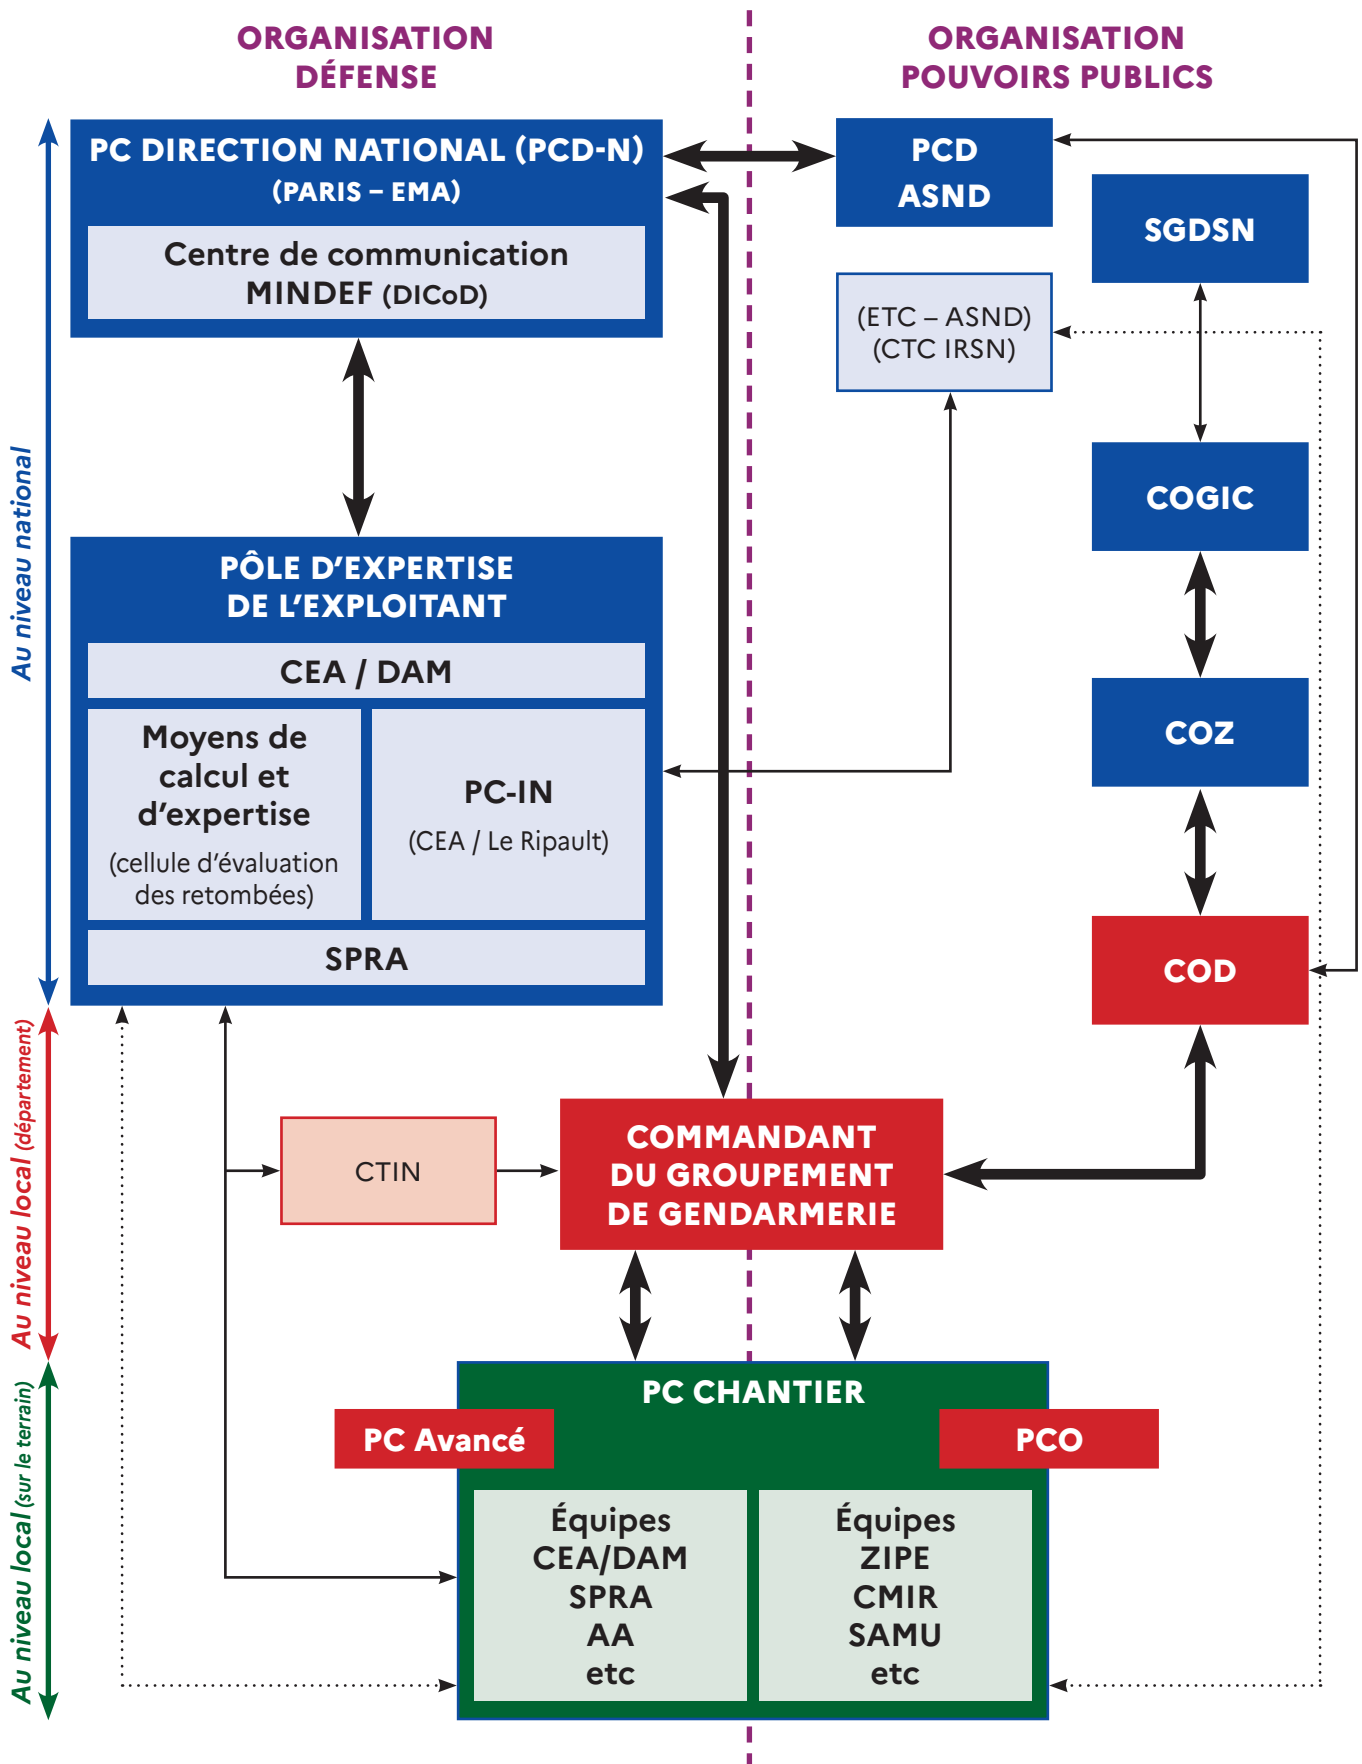 ORGANISATION
DÉFENSE
ORGANISATION
POUVOIRS PUBLICS
Au niveau national
PC DIRECTION NATIONAL (PCD-N)
(PARIS – EMA)
Centre de communication
MINDEF (DICoD)
PCD
ASND
SGDSN
(ETC – ASND)
(CTC IRSN)
COGIC
PÔLE D'EXPERTISE
DE L'EXPLOITANT
CEA / DAM
Moyens de
calcul et
d'expertise
(cellule d'évaluation
des retombées)
PC-IN
(CEA / Le Ripault)
SPRA
COZ
COD
Au niveau local (département)
CTIN
COMMANDANT
DU GROUPEMENT
DE GENDARMERIE
Au niveau local (sur le terrain)
PC CHANTIER
PC Avancé
PCO
Équipes
CEA/DAM
SPRA
AA
etc
Équipes
ZIPE
CMIR
SAMU
etc